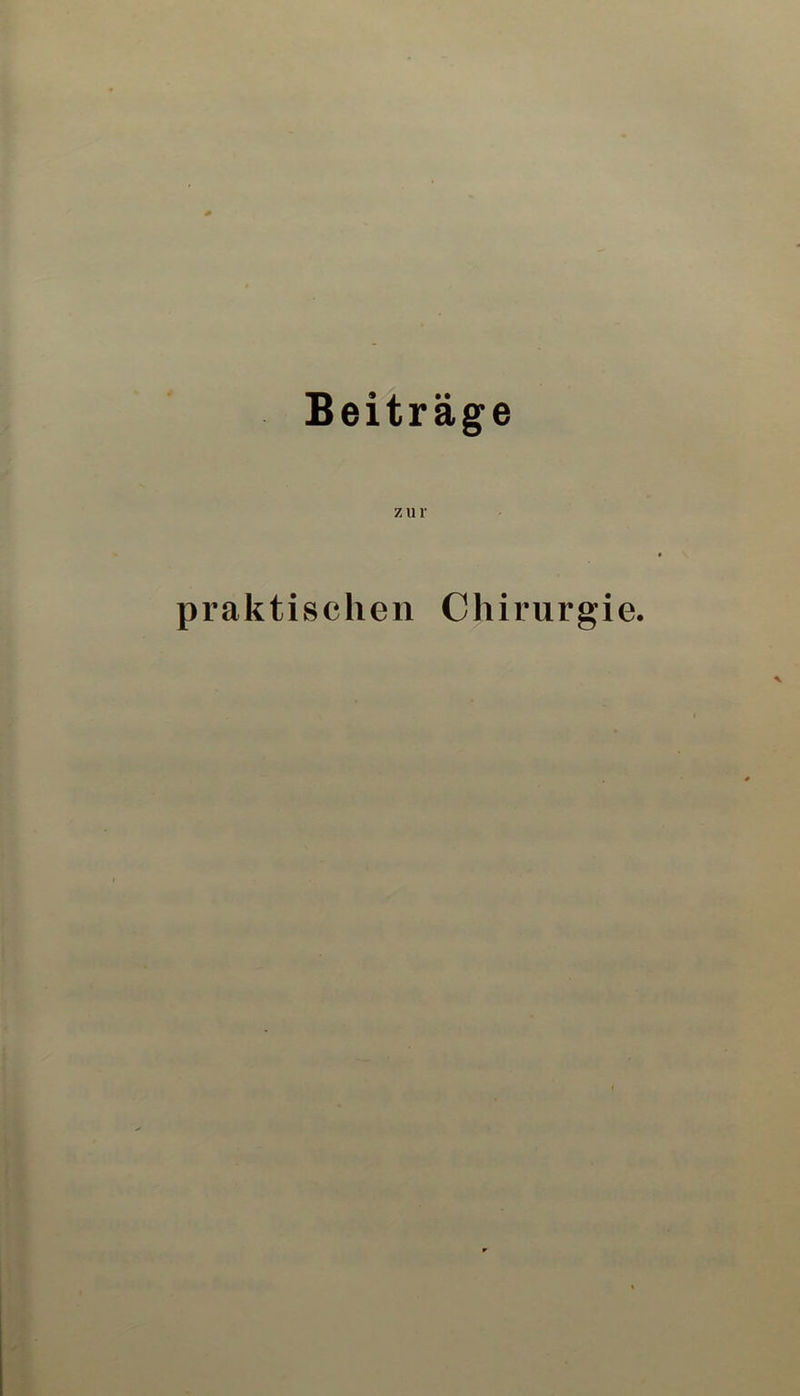 Beiträge
zur
praktischen Chirurgie.